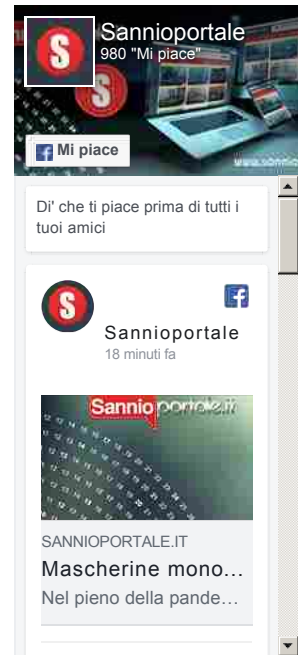 S
Sannioportale
980 "Mi piace"
S
Mi piace
Di' che ti piace prima di tutti i
tuoi amici
S
Sannioportale
18 minuti fa
Sannioportale.it
SANNIOPORTALE.IT
Mascherine mono...
Nel pieno della pande...